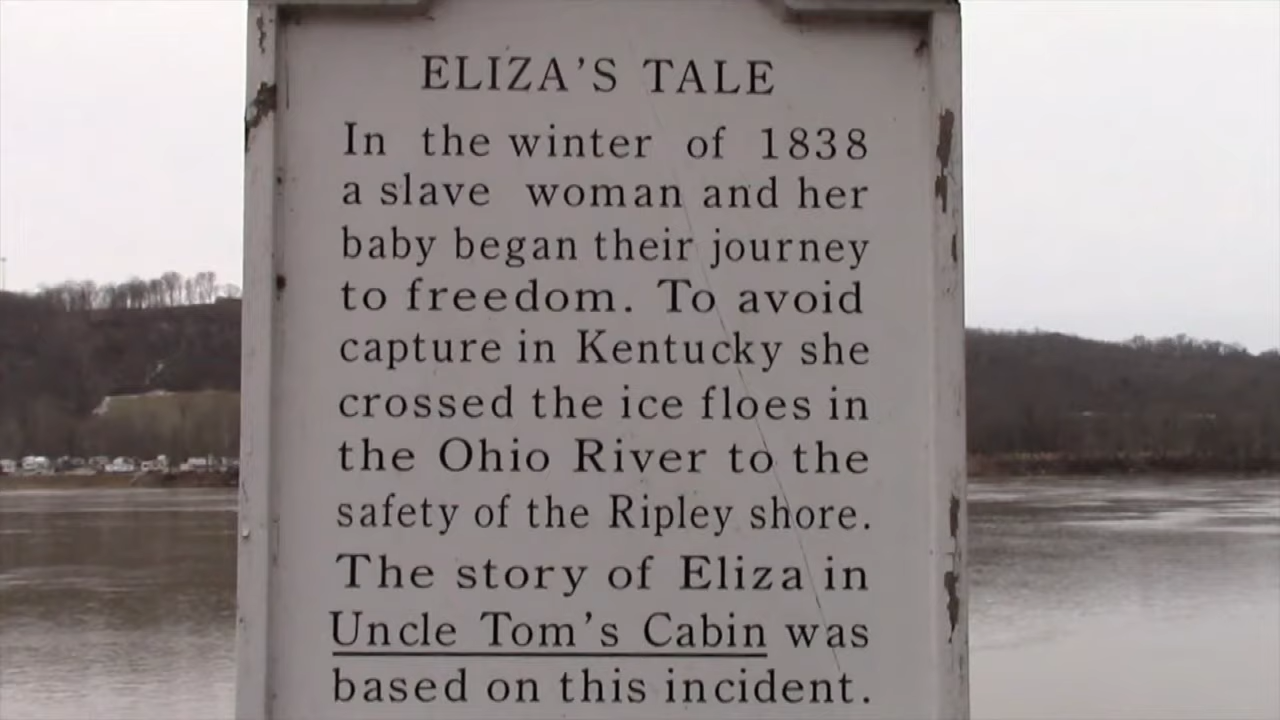 ELIZA'S TALE
In the winter of 1838
a slave woman and her
baby began their journey
to freedom. To avoid
capture in Kentucky she
crossed the ice floes in
the Ohio River to the
safety of the Ripley shore.
The story of Eliza in
Uncle Tom's Cabin was
based on this incident.